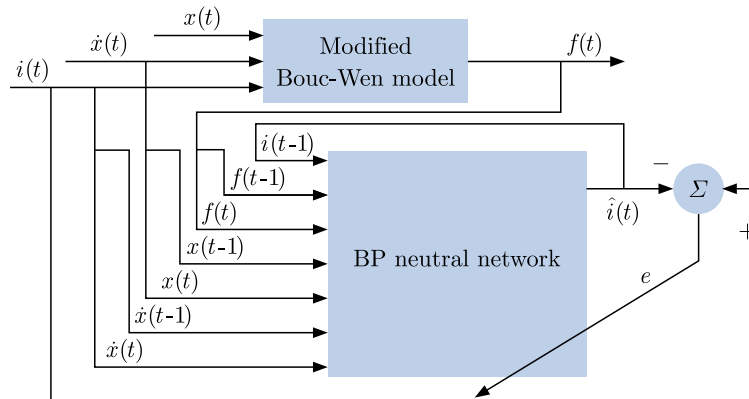 x(t)
ẋ(t)
i(t)
Modified
Bouc-Wen model
f(t)
i(t-1)
f(t-1)
f(t)
x(t-1)
x(t)
ẋ(t-1)
ẋ(t)
BP neutral network
−
Σ
î(t)
+
e